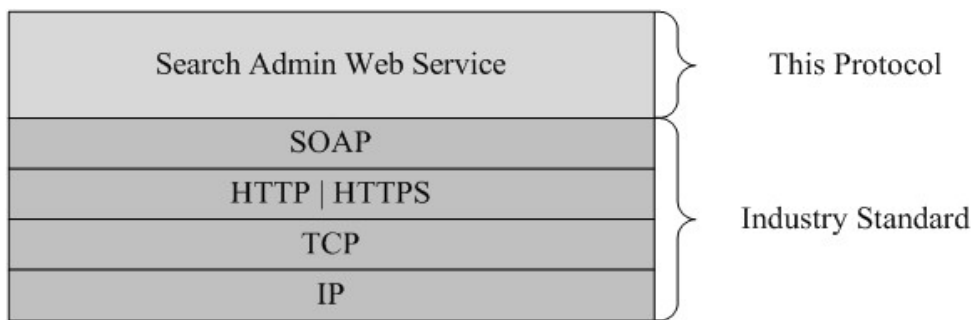 Search Admin Web Service
This Protocol
SOAP
HTTP | HTTPS
TCP
IP
Industry Standard